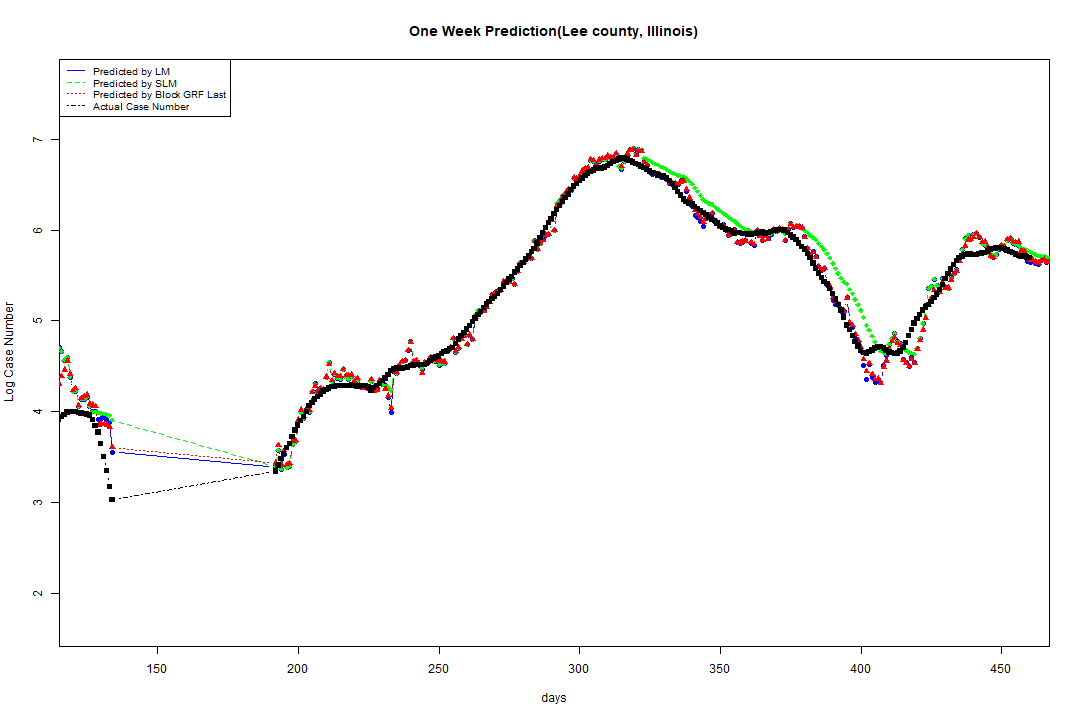 One Week Prediction(Lee county, Illinois)
Predicted by LM
Predicted by SLM
Predicted by Block GRF Last
Actual Case Number
Log Case Number
7
6
5
4
3
2
150 200 250 300 350 400 450
days